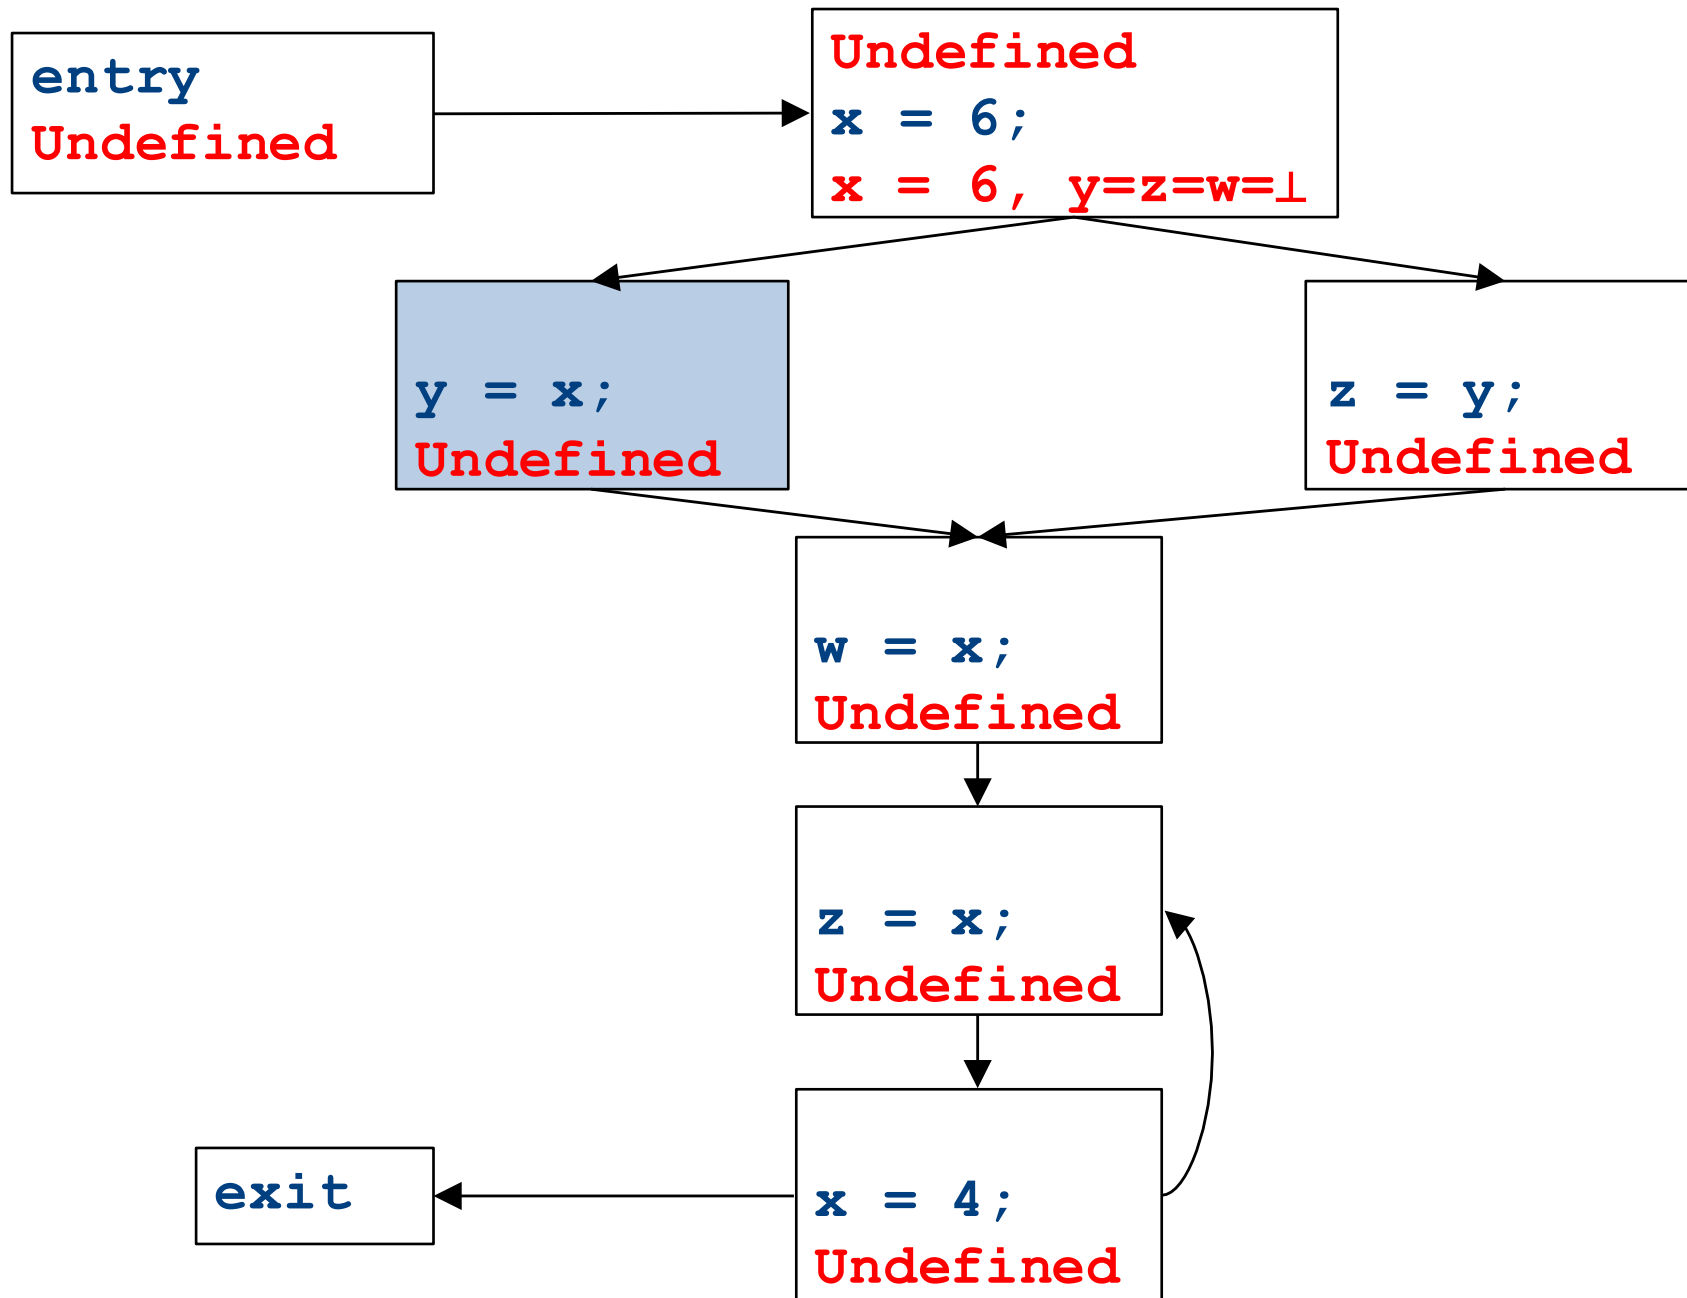 entry
Undefined
Undefined
x = 6;
x = 6, y=z=w=⊥
y = x;
Undefined
z = y;
Undefined
w = x;
Undefined
z = x;
Undefined
exit
x = 4;
Undefined